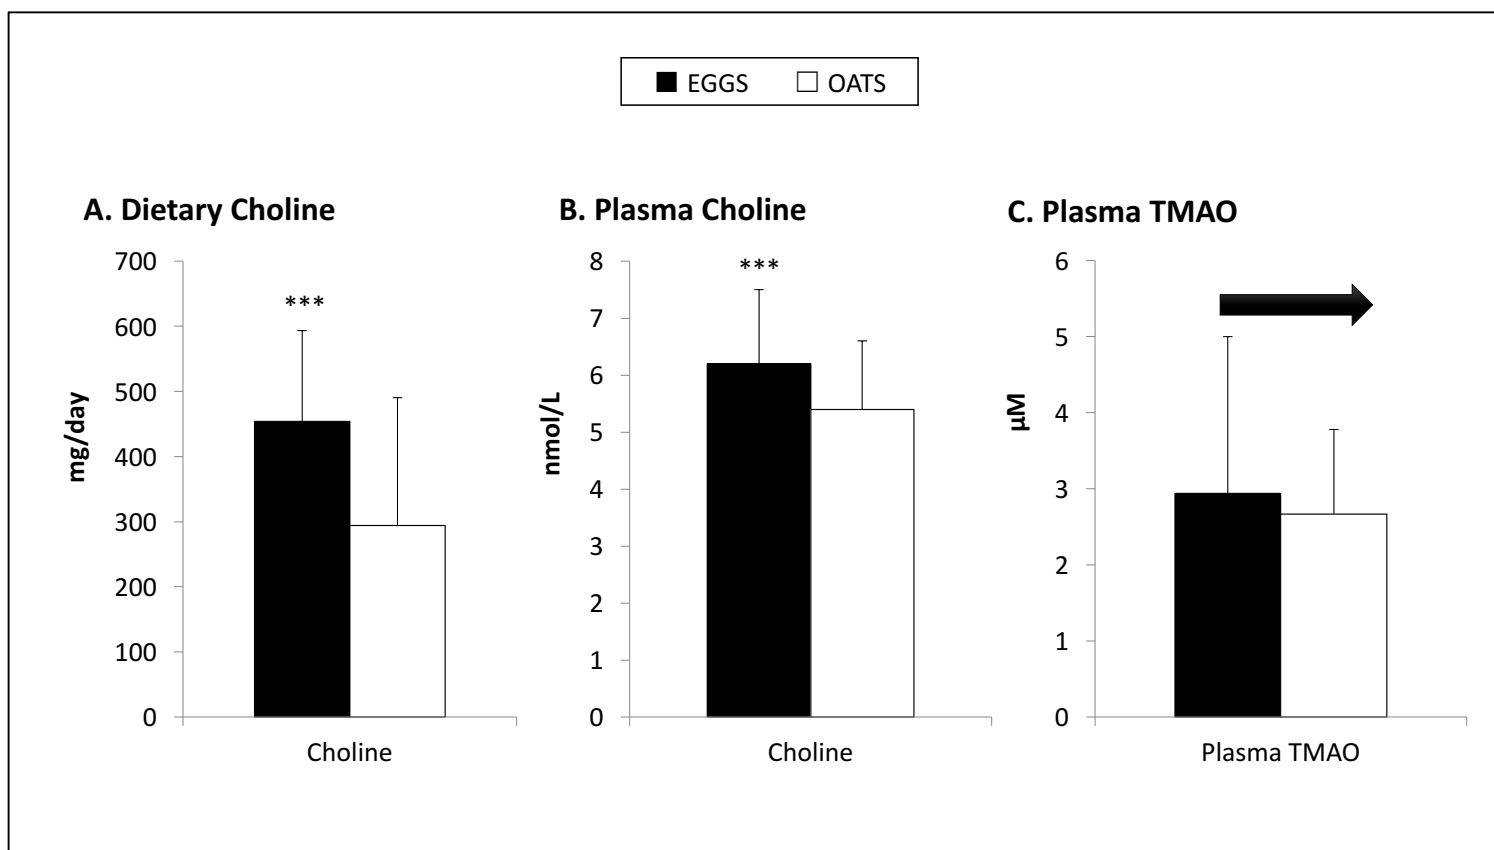 EGGS OATS
A. Dietary Choline
700
600
500
400
300
200
100
0
mg/day
***
Choline
B. Plasma Choline
8
7
6
5
4
3
2
1
0
nmol/L
***
Choline
C. Plasma TMAO
6
5
4
3
2
1
0
µM
Plasma TMAO